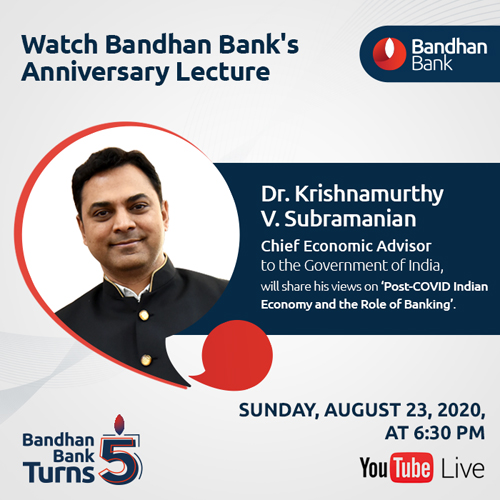 Watch Bandhan Bank's
Anniversary Lecture
Bandhan
Bank
Dr. Krishnamurthy
V. Subramanian
Chief Economic Advisor
to the Government of India,
will share his views on ‘Post-COVID Indian
Economy and the Role of Banking’.
SUNDAY, AUGUST 23, 2020,
AT 6:30 PM
Bandhan
Bank
Turns 5
YouTube Live